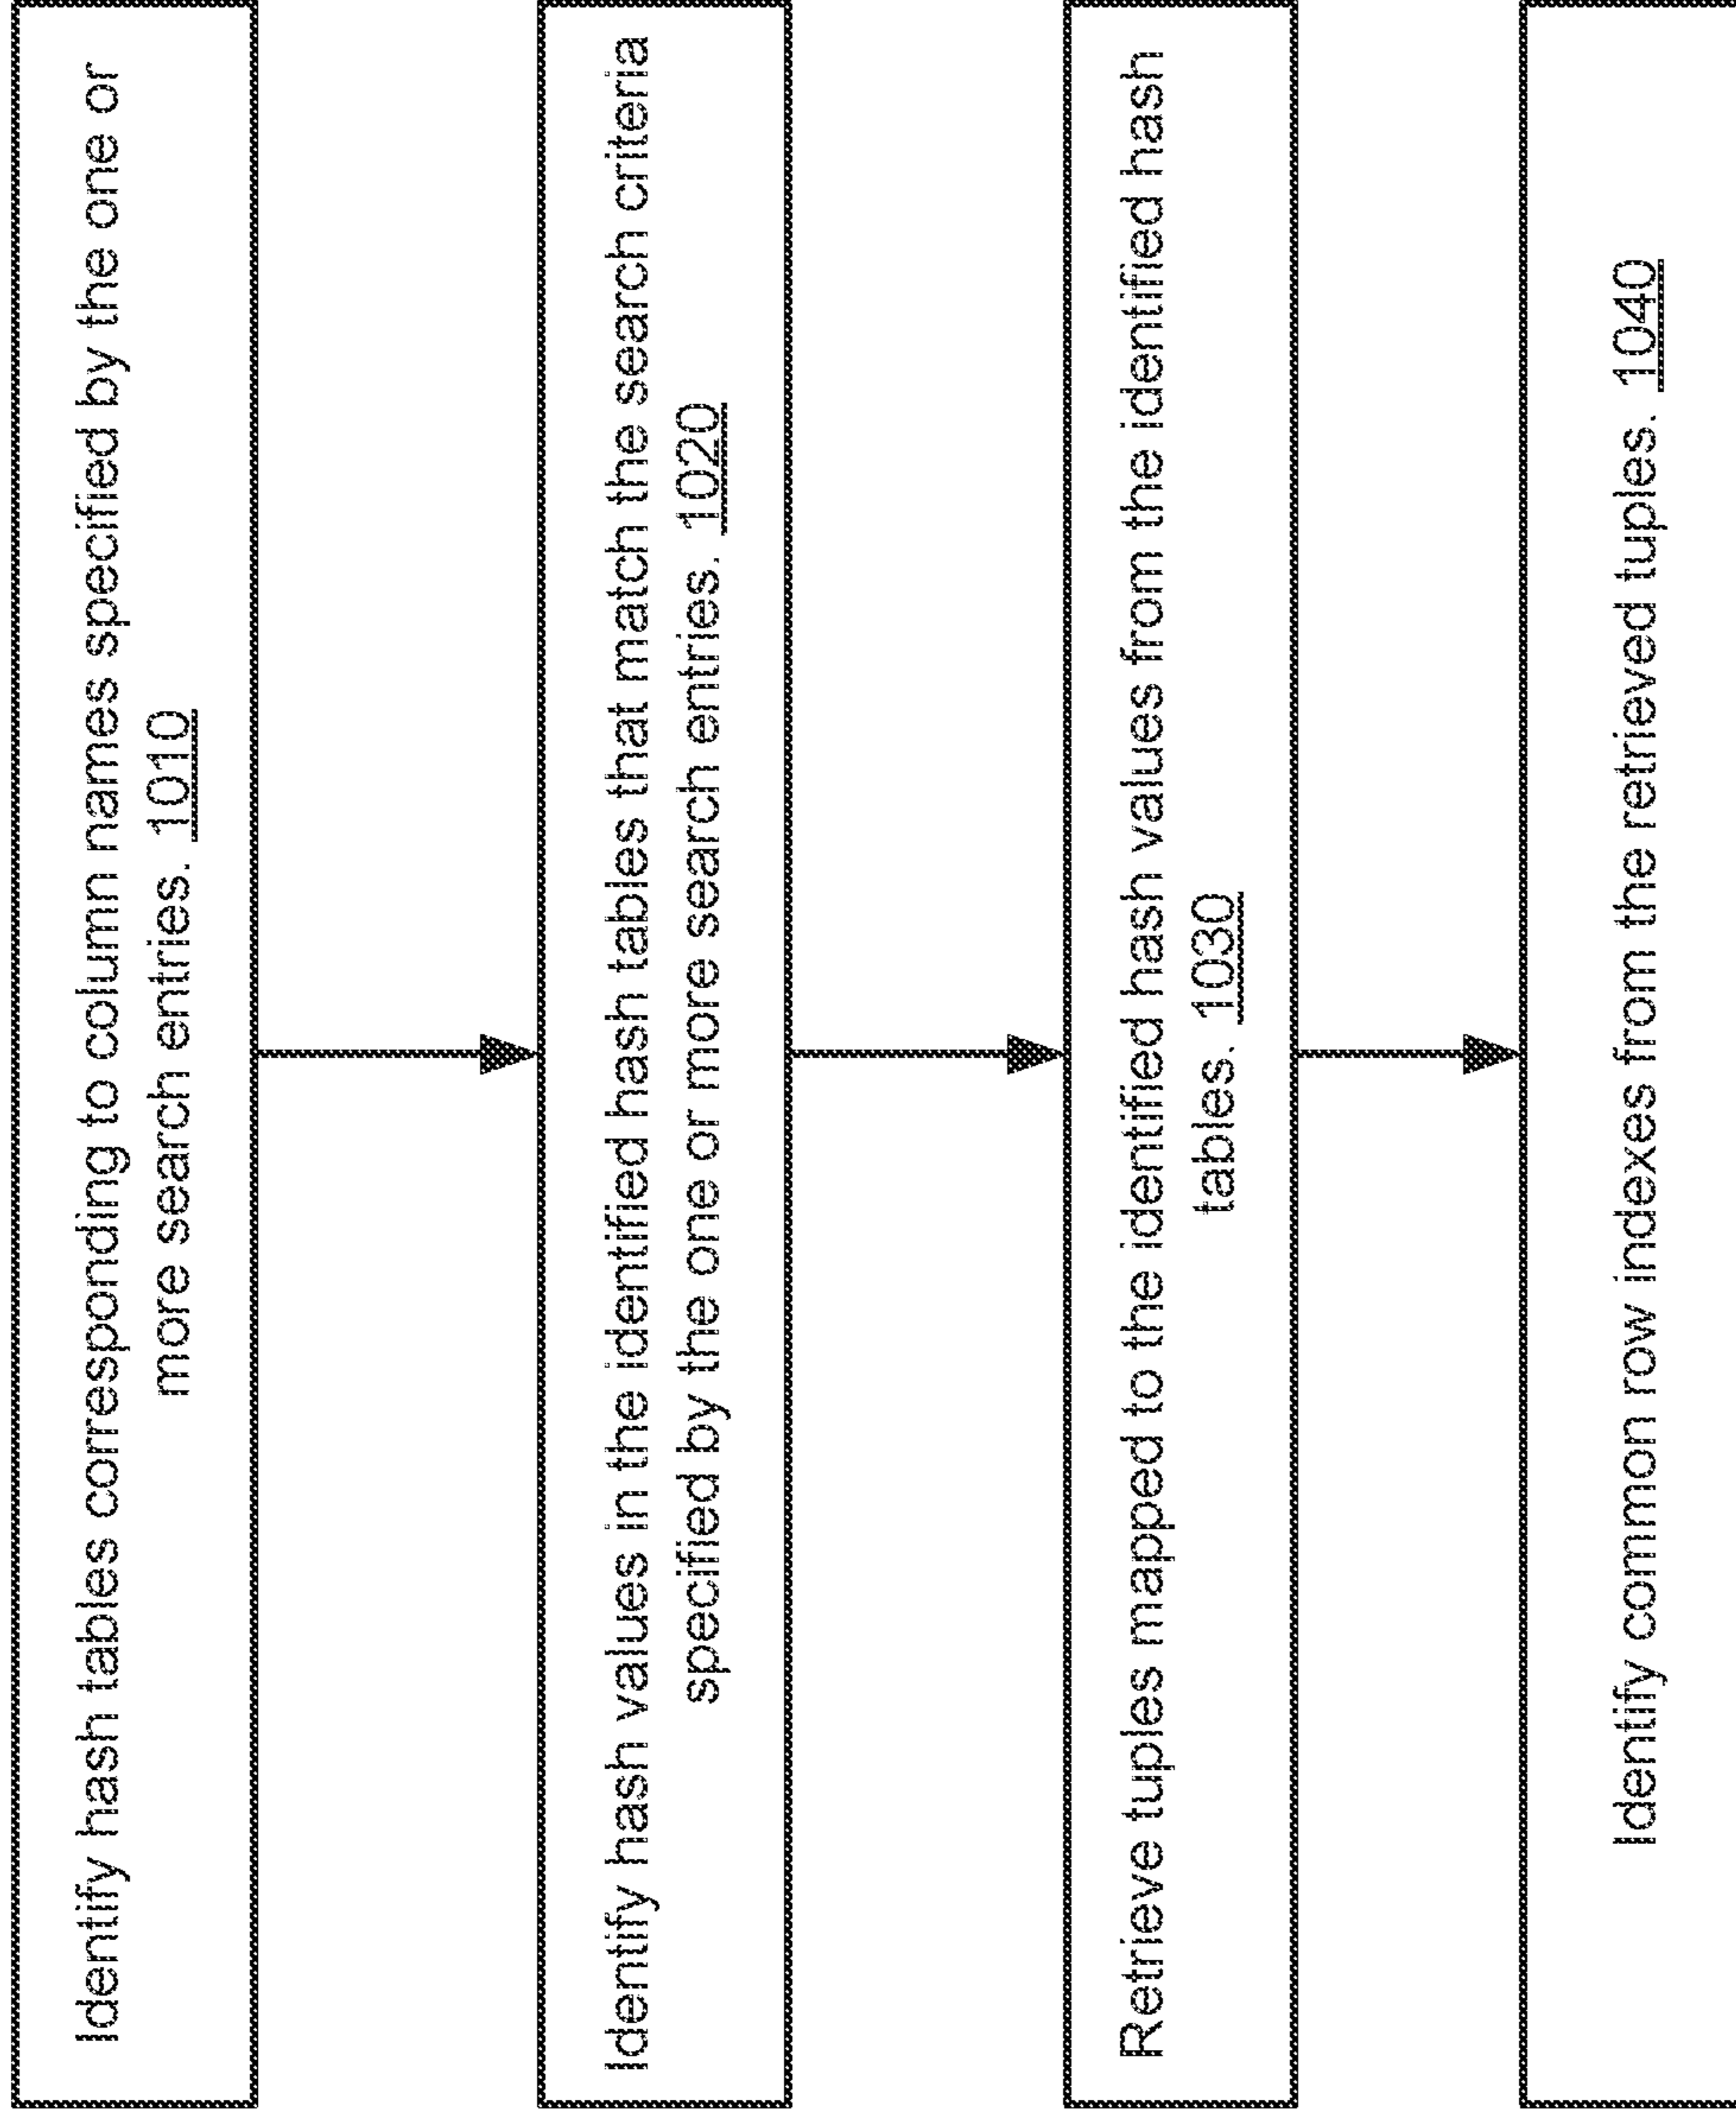 Identify hash tables corresponding to column names specified by the one or
more search entries. 1010
Identify hash values in the identified hash tables that match the search criteria
specified by the one or more search entries. 1020
Retrieve tuples mapped to the identified hash values from the identified hash
tables. 1030
Identify common row indexes from the retrieved tuples. 1040